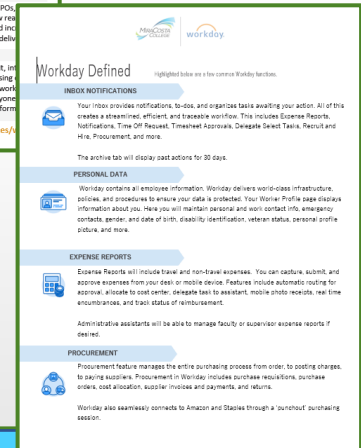 POs,
MIRACOSTA
COLLEGE
workday.
Workday Defined
Highlighted below are a few common Workday functions.
INBOX NOTIFICATIONS
Your inbox provides notifications, to-dos, and organizes tasks awaiting your action. All of this
creates a streamlined, efficient, and traceable workflow. This includes Expense Reports,
Notifications, Time Off Request, Timesheet Approvals, Delegate Select Tasks, Recruit and
Hire, Procurement, and more.
The archive tab will display past actions for 30 days.
PERSONAL DATA
Workday contains all employee information. Workday delivers world-class infrastructure,
policies, and procedures to ensure your data is protected. Your Worker Profile page displays
information about you. Here you will maintain personal and work contact info, emergency
contacts, gender, and date of birth, disability identification, veteran status, personal profile
picture, and more.
EXPENSE REPORTS
Expense Reports will include travel and non-travel expenses. You can capture, submit, and
approve expenses from your desk or mobile device. Features include automatic routing for
approval, allocate to cost center, delegate task to assistant, mobile photo receipts, real time
encumbrances, and track status of reimbursement.
Administrative assistants will be able to manage faculty or supervisor expense reports if
desired.
PROCUREMENT
Procurement feature manages the entire purchasing process from order, to posting charges,
to paying suppliers. Procurement in Workday includes purchase requisitions, purchase
orders, cost allocation, supplier invoices and payments, and returns.
Workday also seamlessly connects to Amazon and Staples through a 'punchout' purchasing
session.